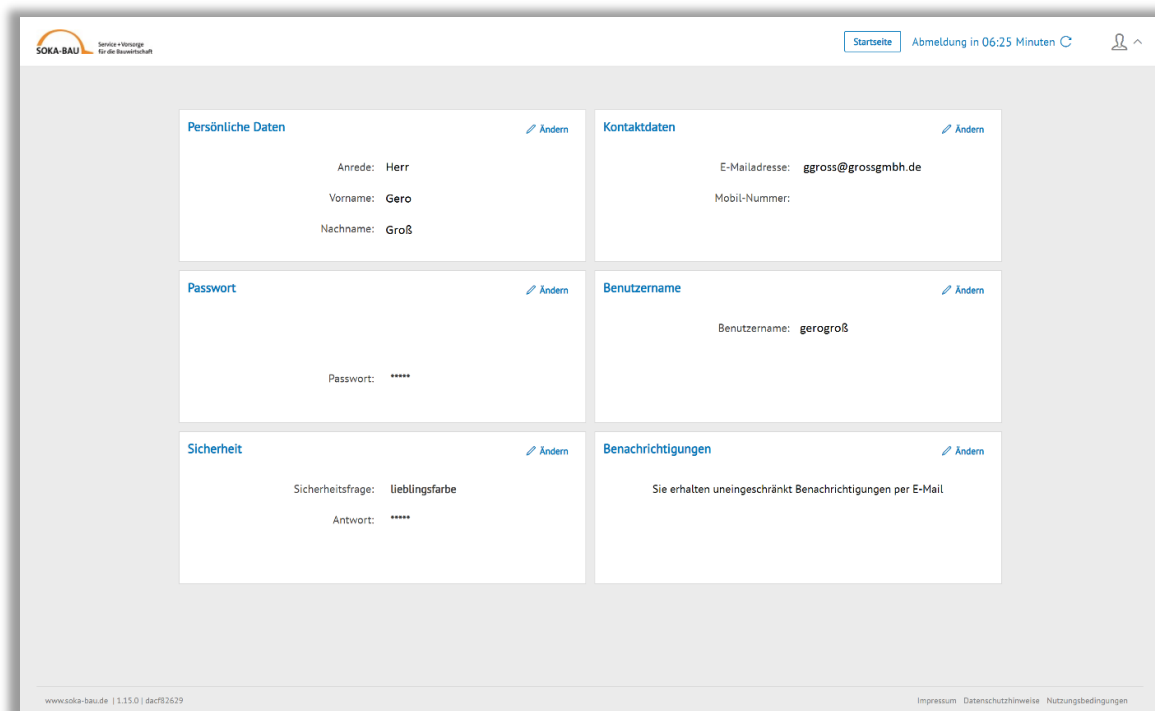 SOKA-BAU
Service + Vorsorge
für die Bauwirtschaft
Startseite
Abmeldung in 06:25 Minuten
Persönliche Daten
Ändern
Anrede: Herr
Vorname: Gero
Nachname: Groß
Kontaktdaten
Ändern
E-Mailadresse: ggross@grossgmbh.de
Mobil-Nummer:
Passwort
Ändern
Passwort: *****
Benutzername
Ändern
Benutzername: gerogroß
Sicherheit
Ändern
Sicherheitsfrage: lieblingsfarbe
Antwort: *****
Benachrichtigungen
Ändern
Sie erhalten uneingeschränkt Benachrichtigungen per E-Mail
www.soka-bau.de | 1.15.0 | dacf82629
Impressum Datenschutzhinweise Nutzungsbedingungen